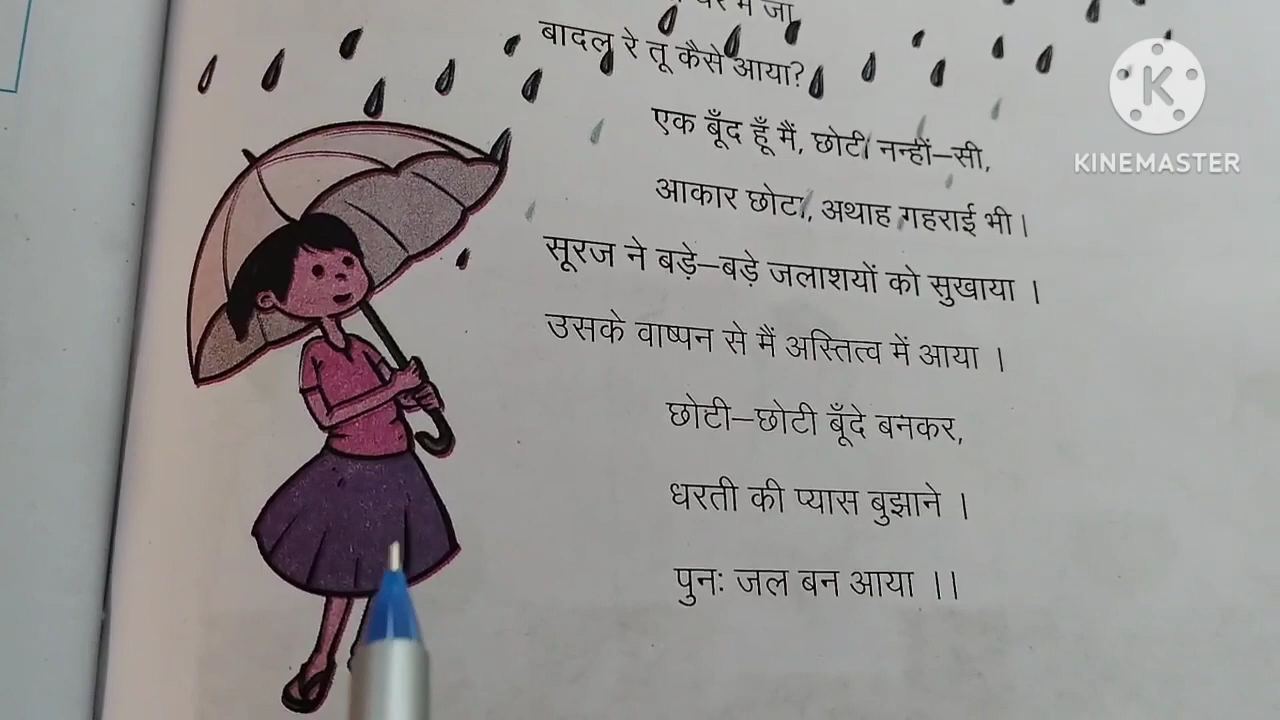 में जा
बादल रे तू कैसे आया?
एक बूँद हूँ मैं, छोटी नन्हीं–सी,
आकार छोटा, अथाह गहराई भी।
सूरज ने बड़े–बड़े जलाशयों को सुखाया ।
उसके वाष्पन से मैं अस्तित्व में आया ।
छोटी–छोटी बूँदे बनकर,
धरती की प्यास बुझाने ।
पुनः जल बन आया ।।
K
KINEMASTER